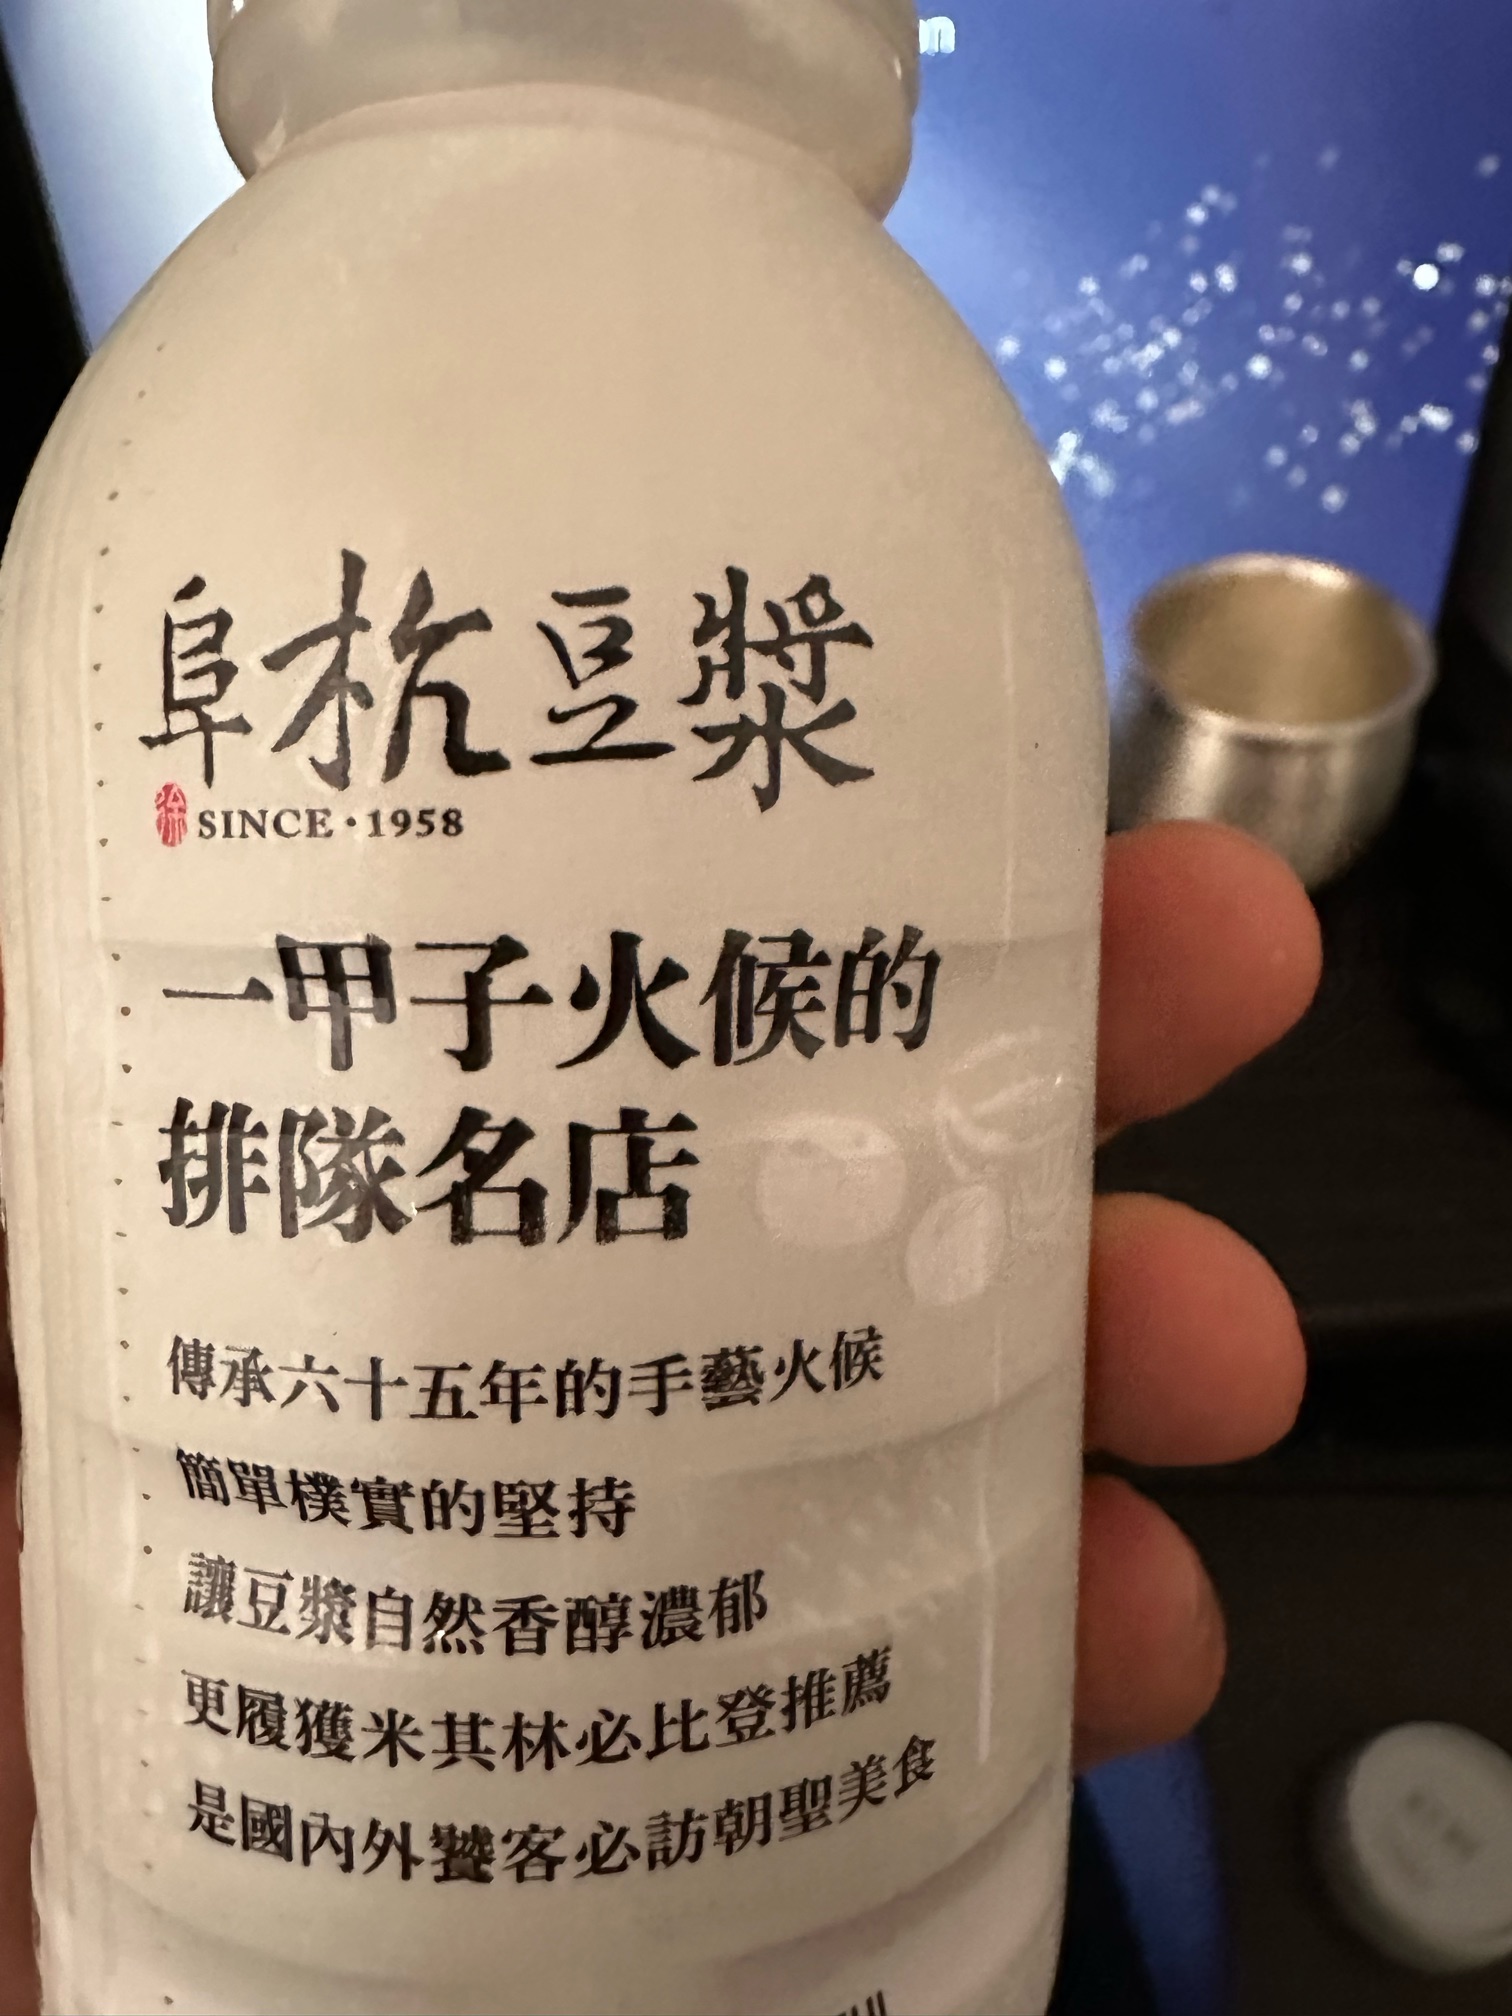 阜杭豆漿
SINCE·1958
一甲子火候的
排隊名店
傳承六十五年的手藝火候
簡單樸實的堅持
讓豆漿自然香醇濃郁
更履獲米其林必比登推薦
是國內外饕客必訪朝聖美食